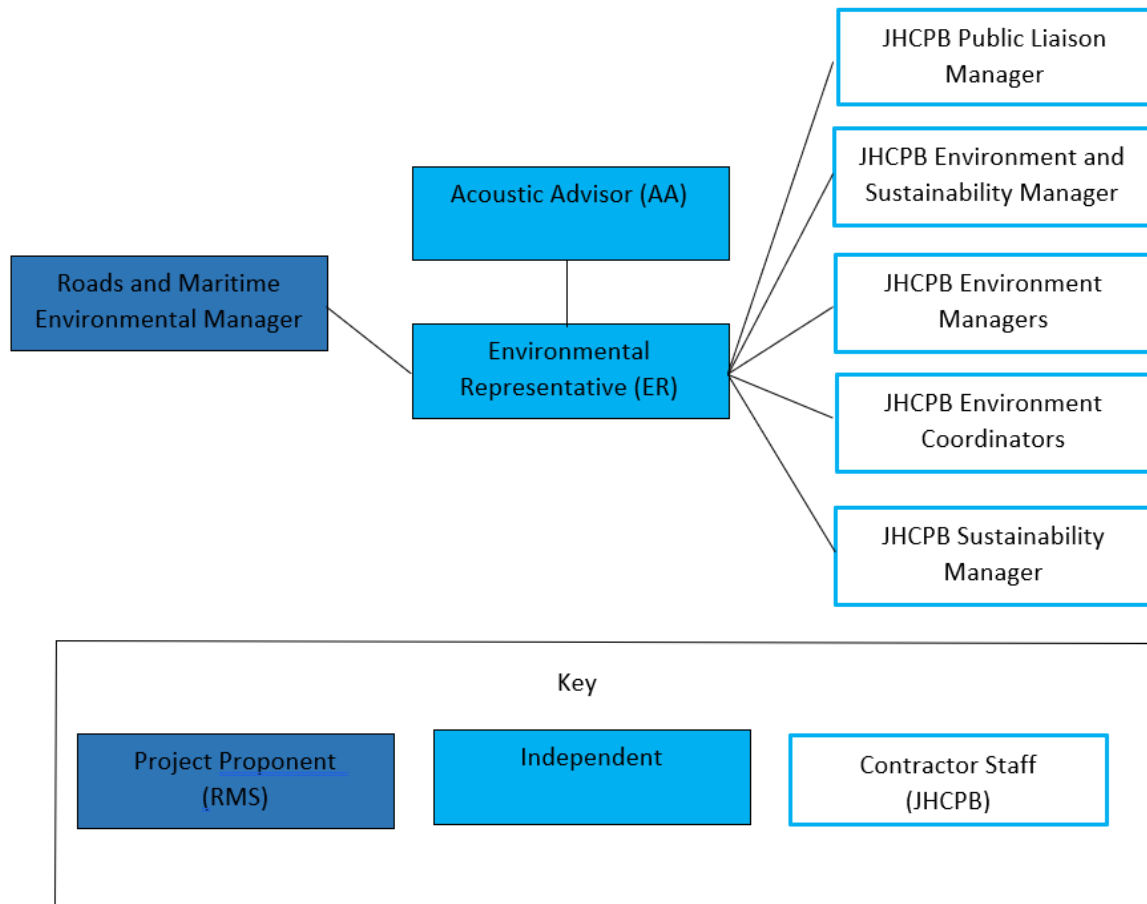 JHCPB Public Liaison
Manager
Acoustic Advisor (AA)
JHCPB Environment and
Sustainability Manager
Roads and Maritime
Environmental Manager
Environmental
Representative (ER)
JHCPB Environment
Managers
JHCPB Environment
Coordinators
JHCPB Sustainability
Manager
Key
Project Proponent
(RMS)
Independent
Contractor Staff
(JHCPB)